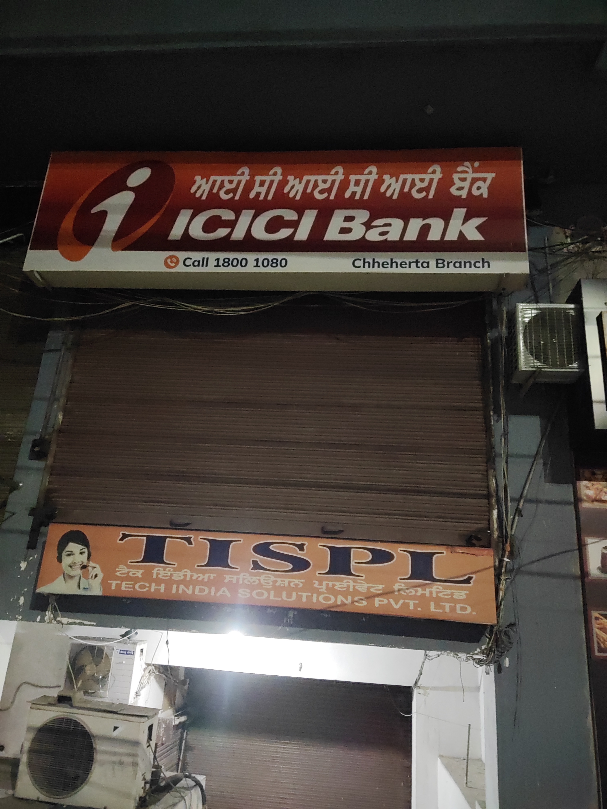 ਆਈ ਸੀ ਆਈ ਸੀ ਆਈ ਬੈਂਕ
ICICI Bank
Call 1800 1080 Chheherta Branch
TISPL
ਟੈਕ ਇੰਡੀਆ ਸਲਿਊਸ਼ਨ ਪ੍ਰਾਈਵੇਟ ਲਿਮਟਿਡ
TECH INDIA SOLUTIONS PVT. LTD.